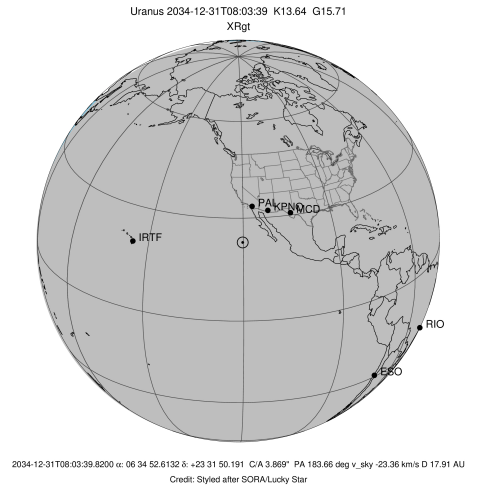 Uranus 2034-12-31T08:03:39 K13.64 G15.71
XRgt
PAL KPNO MCD
IRTF
RIO
ESO
2034-12-31T08:03:39.8200 α: 06 34 52.6132 δ: +23 31 50.191 C/A 3.869" PA 183.66 deg v_sky -23.36 km/s D 17.91 AU
Credit: Styled after SORA/Lucky Star